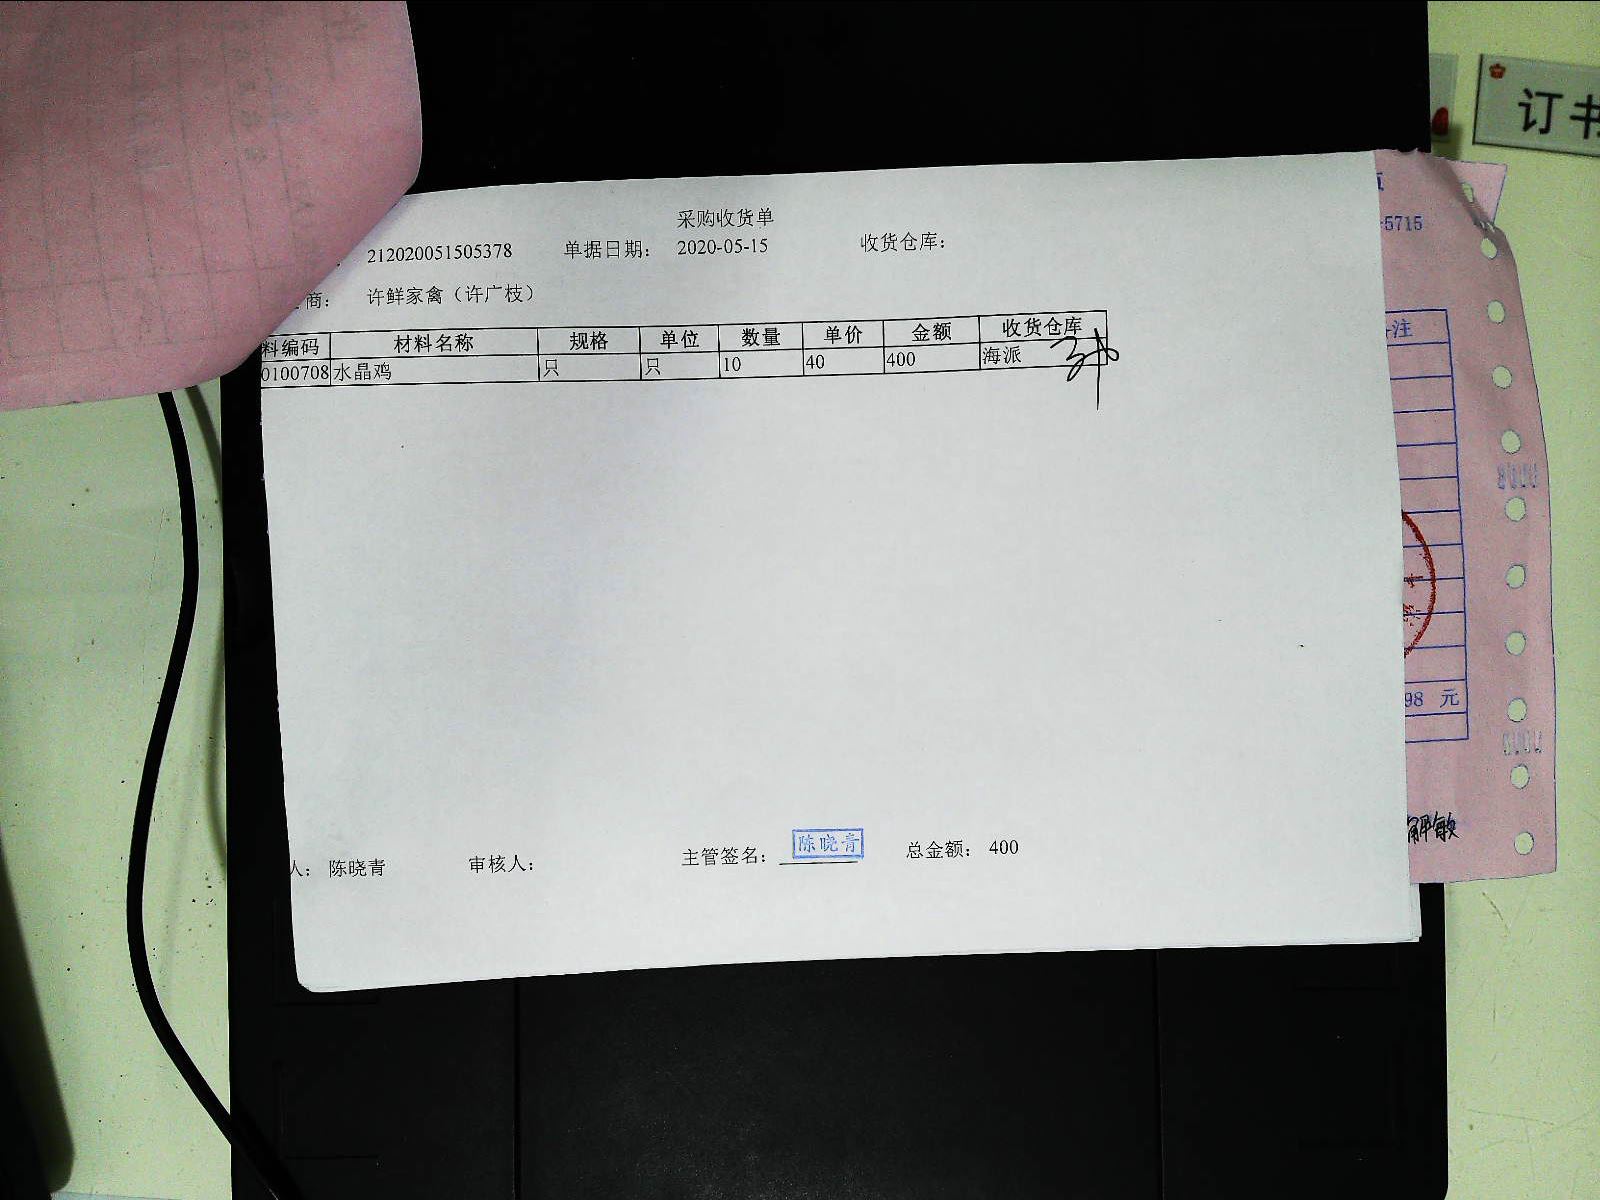 采购收货单
212020051505378 单据日期: 2020-05-15 收货仓库:
商: 许鲜家禽（许广枝）
料编码 材料名称 规格 单位 数量 单价 金额 收货仓库
0100708 水晶鸡 只 只 10 40 400 海派
人: 陈晓青 审核人: 主管签名: 陈晓青 总金额: 400
订书
5715
注
98 元